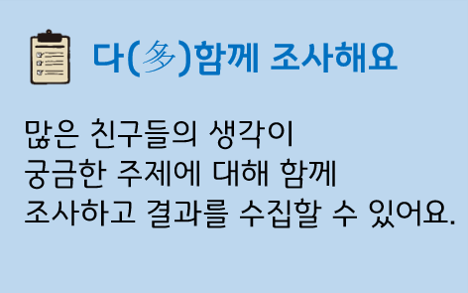 다(多)함께 조사해요
많은 친구들의 생각이
궁금한 주제에 대해 함께
조사하고 결과를 수집할 수 있어요.